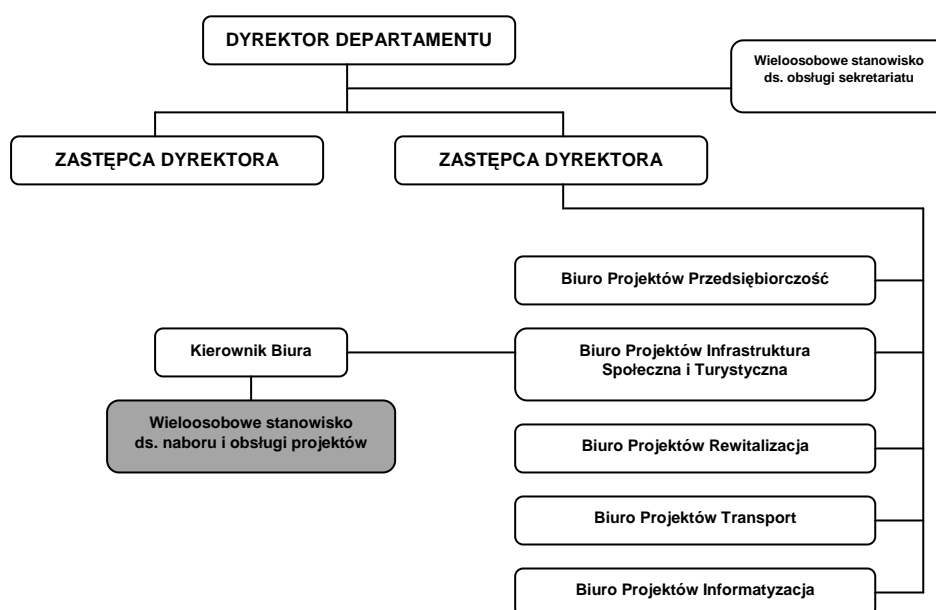 DYREKTOR DEPARTAMENTU
Wieloosobowe stanowisko
ds. obsługi sekretariatu
ZASTĘPCA DYREKTORA
ZASTĘPCA DYREKTORA
Biuro Projektów Przedsiębiorczość
Kierownik Biura
Biuro Projektów Infrastruktura
Społeczna i Turystyczna
Wieloosobowe stanowisko
ds. naboru i obsługi projektów
Biuro Projektów Rewitalizacja
Biuro Projektów Transport
Biuro Projektów Informatyzacja